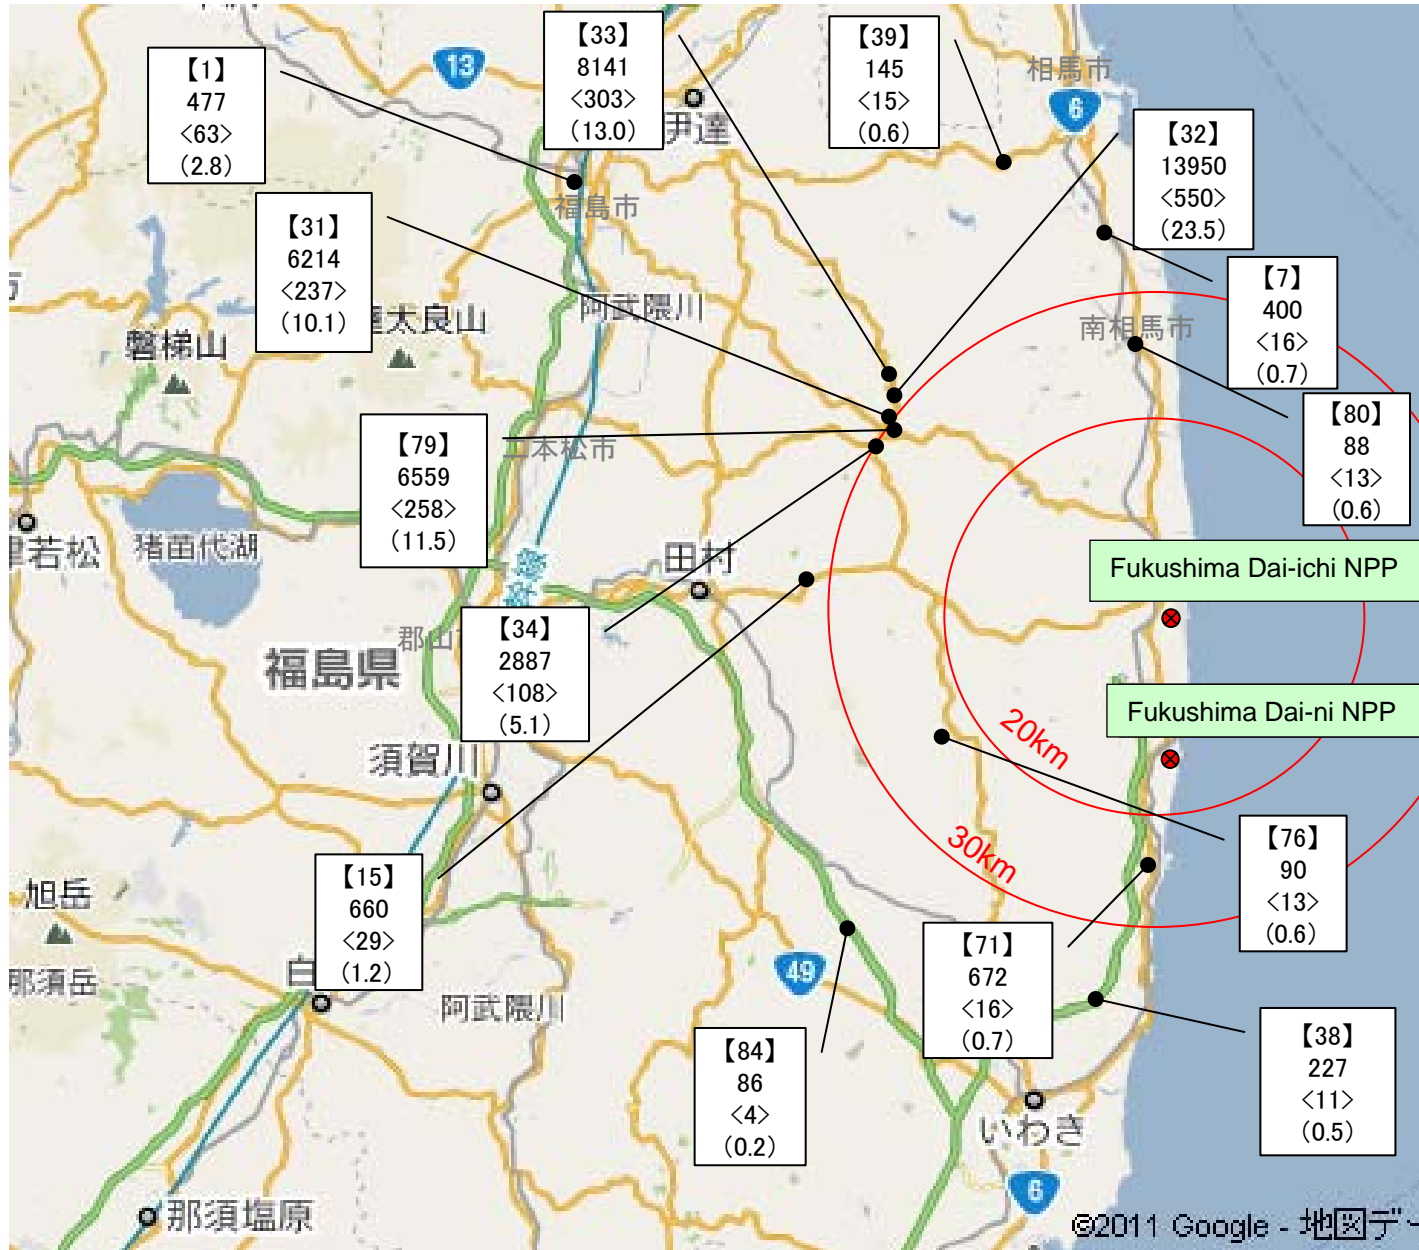 【1】
477
<63>
(2.8)
13
【33】
8141
<303>
(13.0)
伊達
【39】
145
<15>
(0.6)
相馬市
6
【32】
13950
<550>
(23.5)
福島市
【31】
6214
<237>
(10.1)
阿武隈川
達太良山
磐梯山
【7】
400
<16>
(0.7)
南相馬市
【80】
88
<13>
(0.6)
【79】
6559
<258>
(11.5)
二本松市
津若松
猪苗代湖
田村
Fukushima Dai-ichi NPP
【34】
2887
<108>
(5.1)
郡山
福島県
Fukushima Dai-ni NPP
20km
須賀川
30km
【76】
90
<13>
(0.6)
【15】
660
<29>
(1.2)
旭岳
那須岳
白
阿武隈川
49
【71】
672
<16>
(0.7)
【84】
86
<4>
(0.2)
【38】
227
<11>
(0.5)
いわき
6
那須塩原
©2011 Google - 地図デー